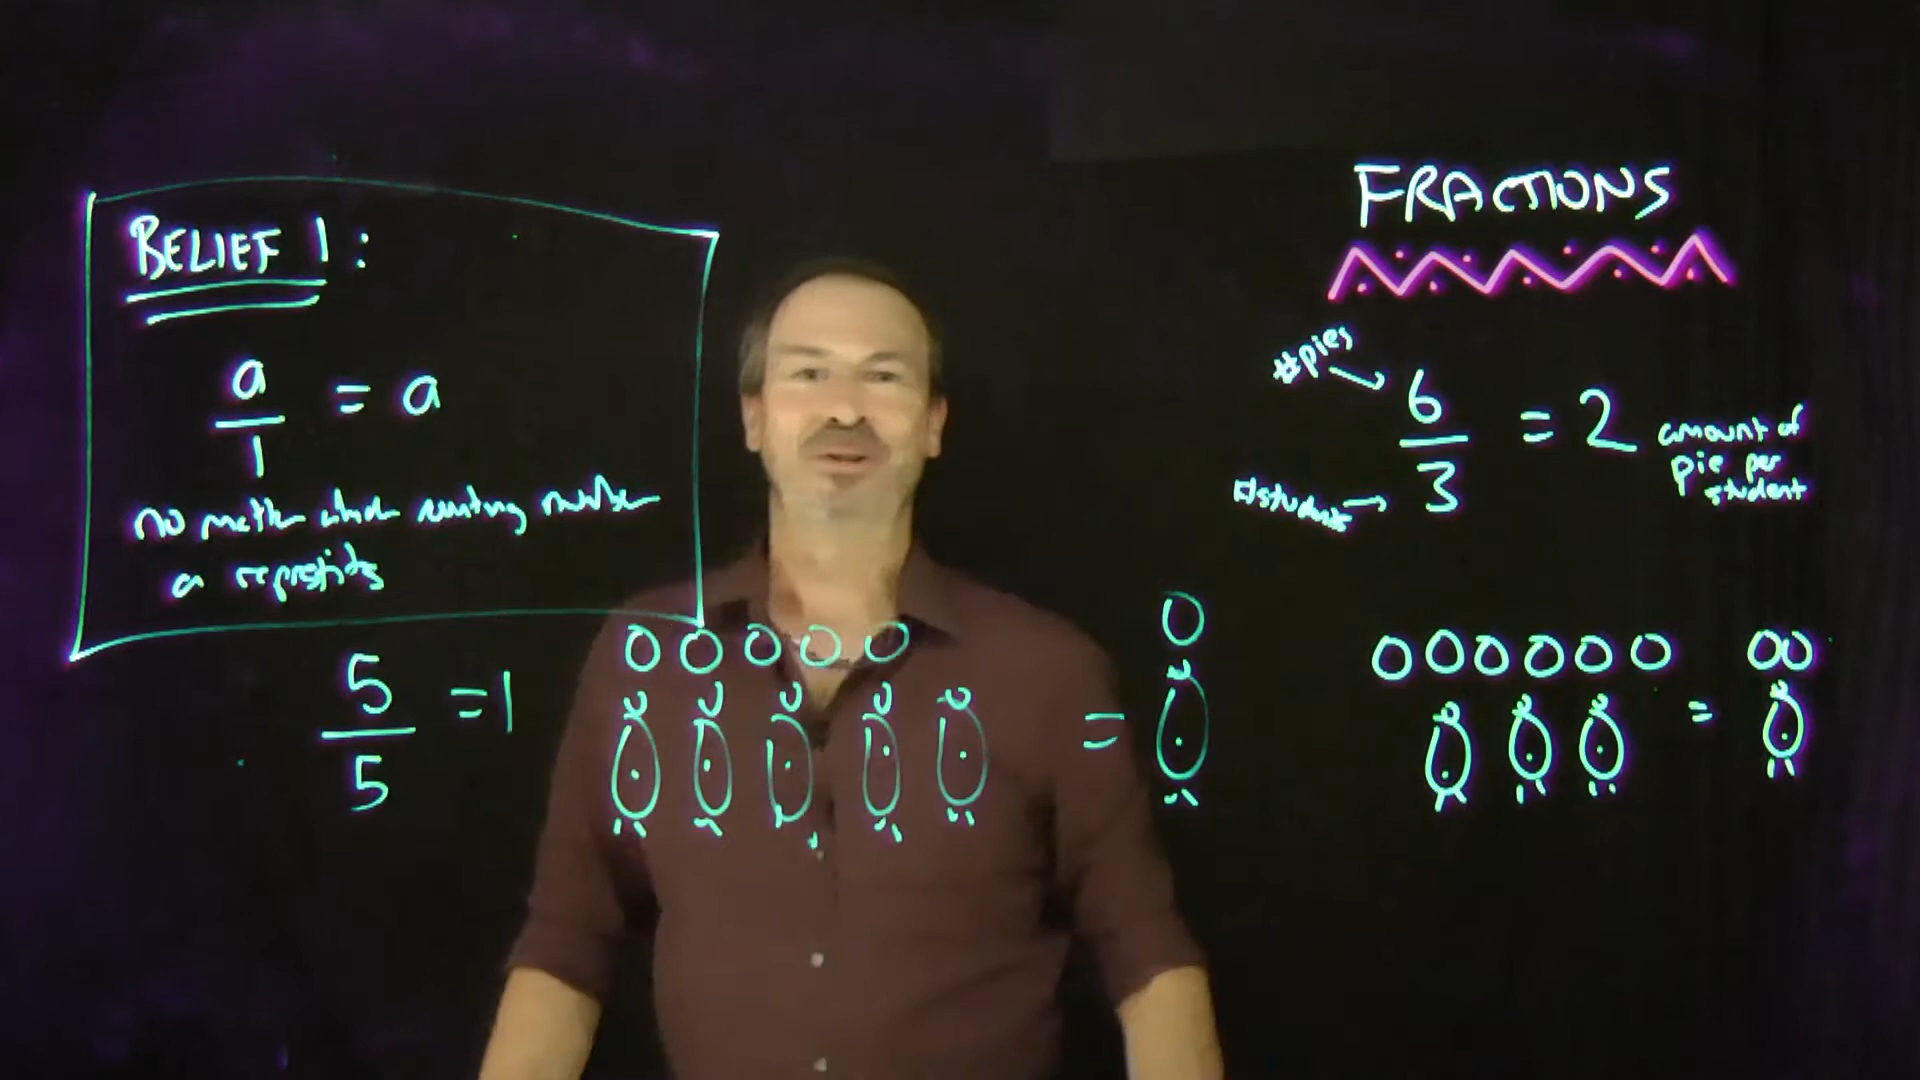 BELIEF 1:
a/1 = a
no matter which counting number
a represents
5/5 = 1
=
FRACTIONS
#pies →
6/3 = 2
amount of
pie per
student
#students →
=